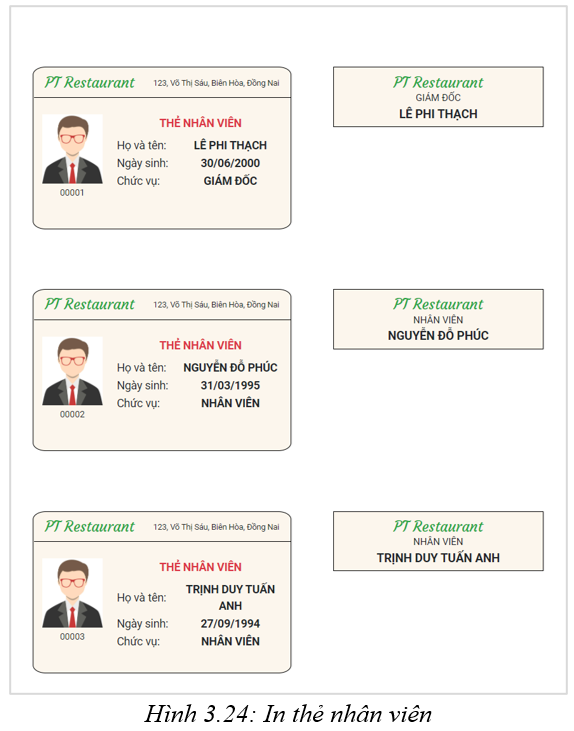 PT Restaurant 123, Võ Thị Sáu, Biên Hòa, Đồng Nai
THẺ NHÂN VIÊN
Họ và tên: LÊ PHI THẠCH
Ngày sinh: 30/06/2000
Chức vụ: GIÁM ĐỐC
00001
PT Restaurant
GIÁM ĐỐC
LÊ PHI THẠCH
PT Restaurant 123, Võ Thị Sáu, Biên Hòa, Đồng Nai
THẺ NHÂN VIÊN
Họ và tên: NGUYỄN ĐỖ PHÚC
Ngày sinh: 31/03/1995
Chức vụ: NHÂN VIÊN
00002
PT Restaurant
NHÂN VIÊN
NGUYỄN ĐỖ PHÚC
PT Restaurant 123, Võ Thị Sáu, Biên Hòa, Đồng Nai
THẺ NHÂN VIÊN
Họ và tên: TRỊNH DUY TUẤN
ANH
Ngày sinh: 27/09/1994
Chức vụ: NHÂN VIÊN
00003
PT Restaurant
NHÂN VIÊN
TRỊNH DUY TUẤN ANH
Hình 3.24: In thẻ nhân viên